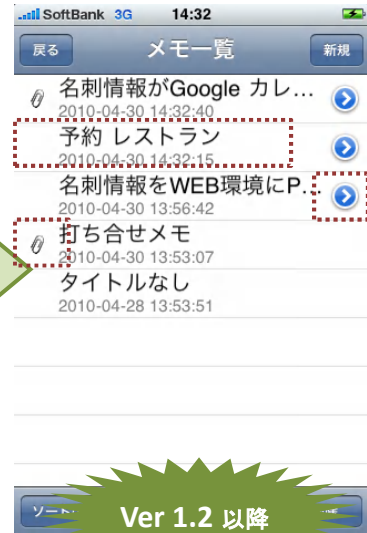 SoftBank 3G 14:32
戻る メモ一覧 新規
名刺情報がGoogle カレ...
2010-04-30 14:32:40
予約 レストラン
2010-04-30 14:32:15
名刺情報をWEB環境にP...
2010-04-30 13:56:42
打ち合せメモ
2010-04-30 13:53:07
タイトルなし
2010-04-28 13:53:51
ソート
Ver 1.2 以降